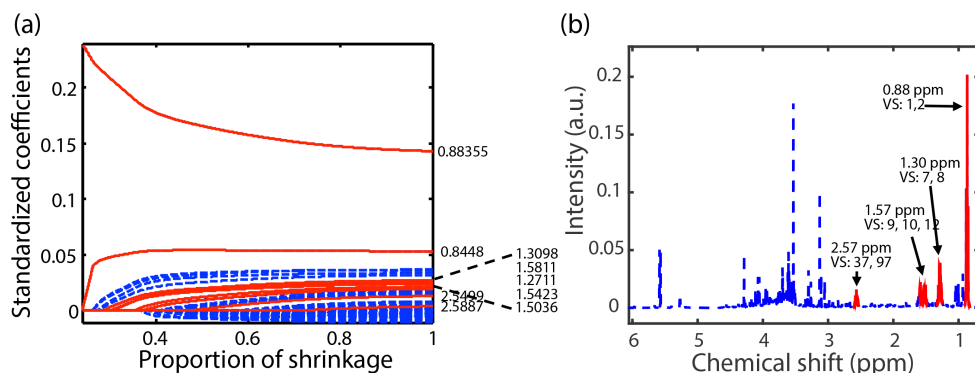 (a)
Standardized coefficients
0.2
0.15
0.1
0.05
0
0.4
0.6
0.8
1
Proportion of shrinkage
0.88355
0.8448
1.3098
1.5811
1.2711
1.5423
1.5036
2.5499
2.5887
(b)
Intensity (a.u.)
0.2
0.15
0.1
0.05
0
6
5
4
3
2
1
Chemical shift (ppm)
0.88 ppm
VS: 1,2
1.30 ppm
VS: 7, 8
1.57 ppm
VS: 9, 10, 12
2.57 ppm
VS: 37, 97